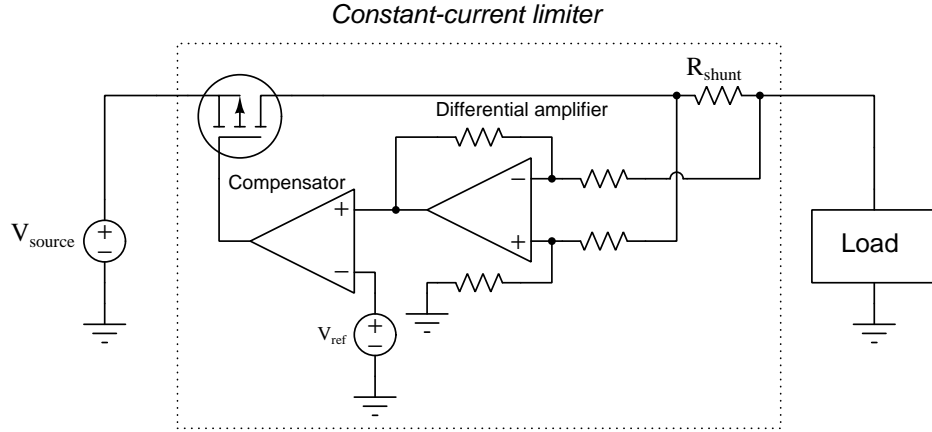 Constant-current limiter
R_shunt
Differential amplifier
Compensator
+
−
+
−
V_source
+
−
Load
V_ref
+
−